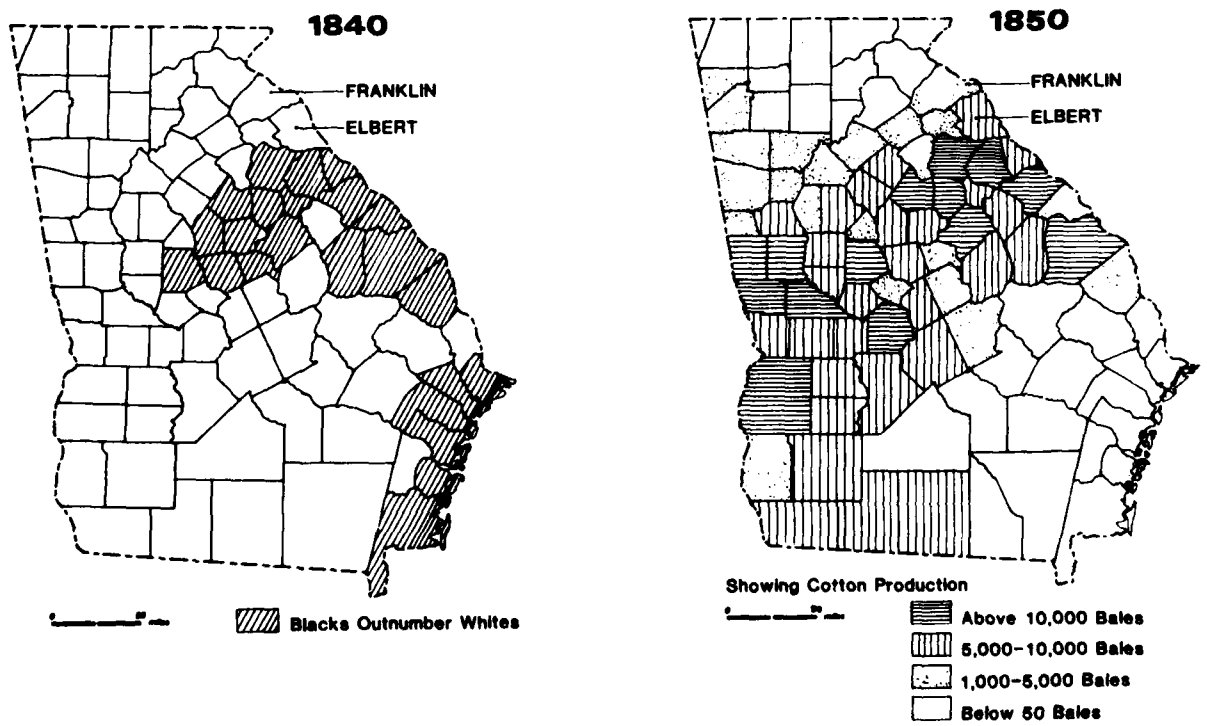 1840
FRANKLIN
ELBERT
Blacks Outnumber Whites
1850
FRANKLIN
ELBERT
Showing Cotton Production
Above 10,000 Bales
5,000-10,000 Bales
1,000-5,000 Bales
Below 50 Bales